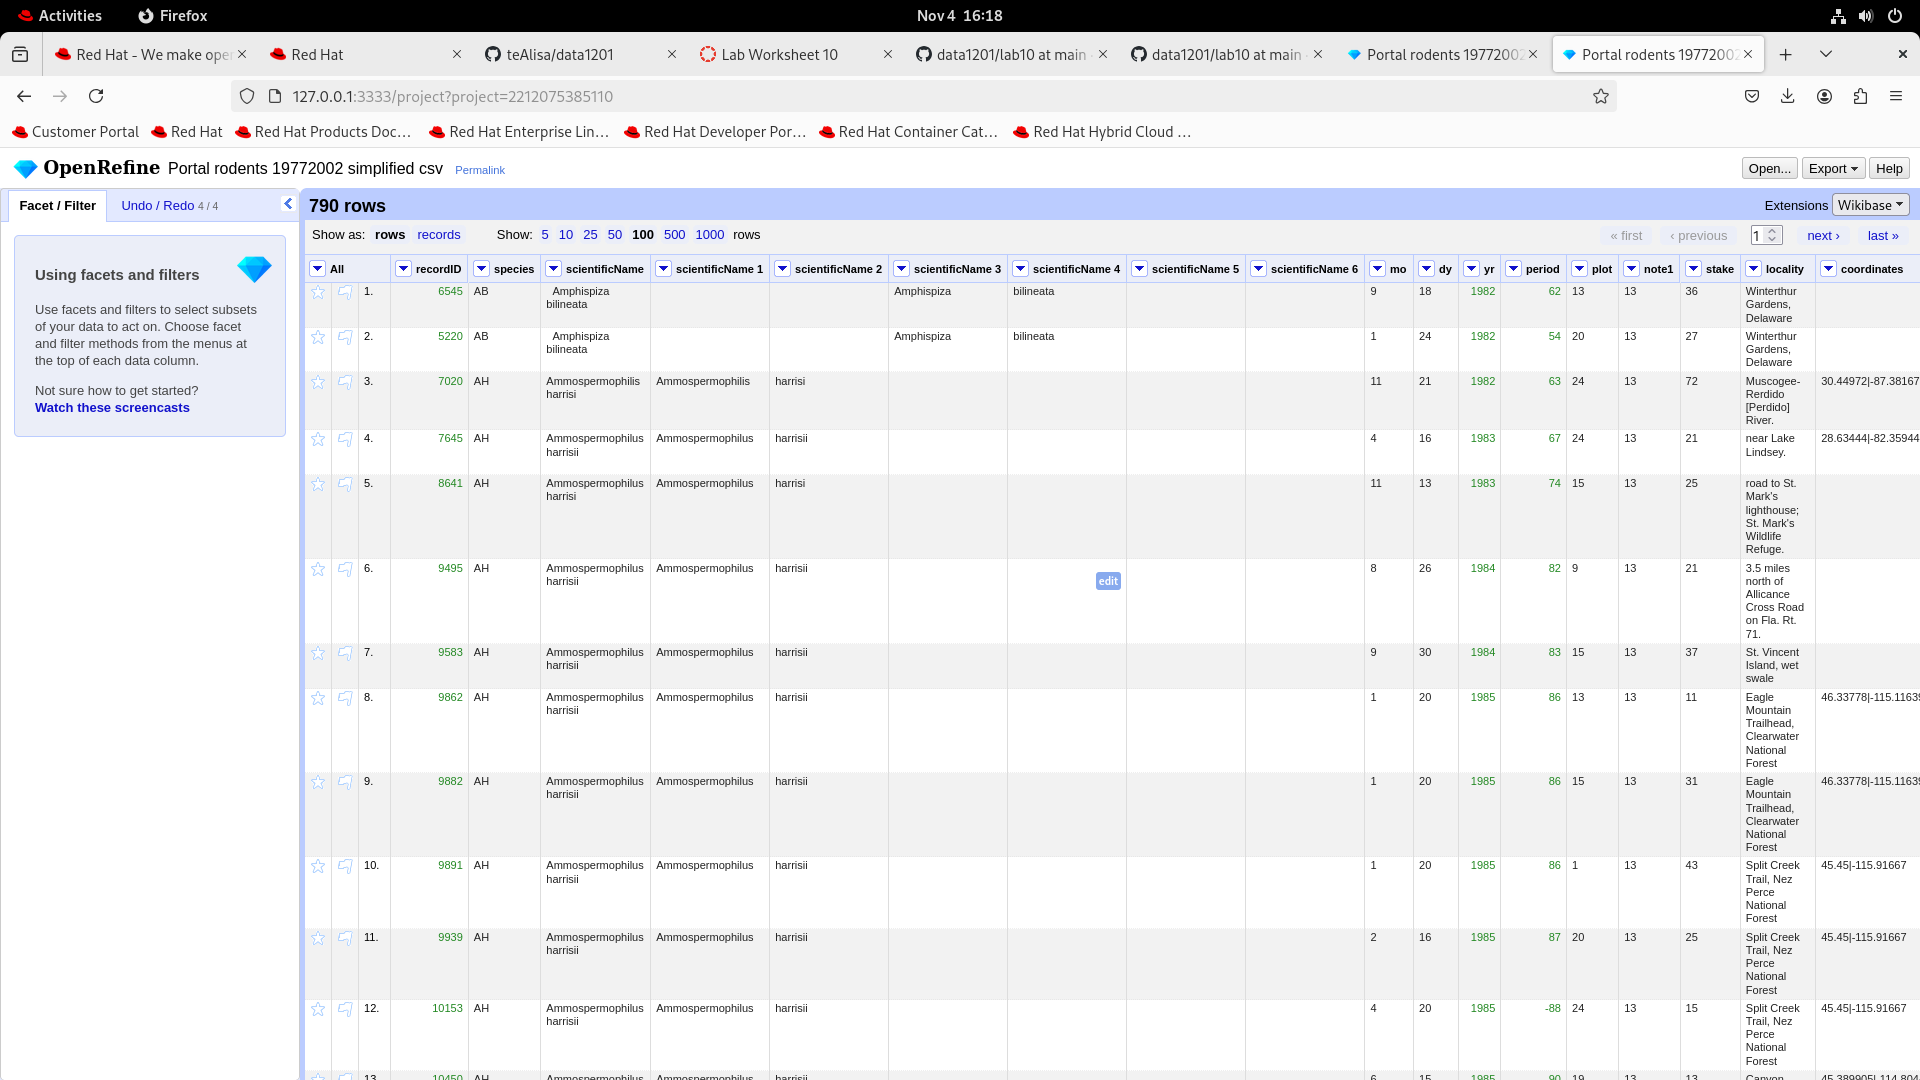 Activities Firefox Nov 4 16:18
Red Hat - We make ope Red Hat teAlisa/data1201 Lab Worksheet 10 data1201/lab10 at main data1201/lab10 at main Portal rodents 19772002 Portal rodents 19772002
127.0.0.1:3333/project?project=2212075385110
Customer Portal Red Hat Red Hat Products Doc… Red Hat Enterprise Lin… Red Hat Developer Por… Red Hat Container Cat… Red Hat Hybrid Cloud …
OpenRefine Portal rodents 19772002 simplified csv Permalink Open... Export Help
Facet / Filter Undo / Redo 4 / 4 790 rows Extensions Wikibase
Show as: rows records Show: 5 10 25 50 100 500 1000 rows « first ‹ previous 1 next › last »
Using facets and filters
Use facets and filters to select subsets
of your data to act on. Choose facet
and filter methods from the menus at
the top of each data column.
Not sure how to get started?
Watch these screencasts
All recordID species scientificName scientificName 1 scientificName 2 scientificName 3 scientificName 4 scientificName 5 scientificName 6 mo dy yr period plot note1 stake locality coordinates
1. 6545 AB Amphispiza Amphispiza bilineata 9 18 1982 62 13 13 36 Winterthur
bilineata Gardens,
Delaware
2. 5220 AB Amphispiza Amphispiza bilineata 1 24 1982 54 20 13 27 Winterthur
bilineata Gardens,
Delaware
3. 7020 AH Ammospermophilis Ammospermophilis harrisi 11 21 1982 63 24 13 72 Muscogee- 30.44972|-87.38167
harrisi Rerdido
[Perdido]
River.
4. 7645 AH Ammospermophilus Ammospermophilus harrisii 4 16 1983 67 24 13 21 near Lake 28.63444|-82.35944
harrisii Lindsey.
5. 8641 AH Ammospermophilus Ammospermophilus harrisi 11 13 1983 74 15 13 25 road to St.
harrisi Mark's
lighthouse;
St. Mark's
Wildlife
Refuge.
6. 9495 AH Ammospermophilus Ammospermophilus harrisii 8 26 1984 82 9 13 21 3.5 miles
harrisii edit north of
Allicance
Cross Road
on Fla. Rt.
71.
7. 9583 AH Ammospermophilus Ammospermophilus harrisii 9 30 1984 83 15 13 37 St. Vincent
harrisii Island, wet
swale
8. 9862 AH Ammospermophilus Ammospermophilus harrisii 1 20 1985 86 13 13 11 Eagle 46.33778|-115.11639
harrisii Mountain
Trailhead,
Clearwater
National
Forest
9. 9882 AH Ammospermophilus Ammospermophilus harrisii 1 20 1985 86 15 13 31 Eagle 46.33778|-115.11639
harrisii Mountain
Trailhead,
Clearwater
National
Forest
10. 9891 AH Ammospermophilus Ammospermophilus harrisii 1 20 1985 86 1 13 43 Split Creek 45.45|-115.91667
harrisii Trail, Nez
Perce
National
Forest
11. 9939 AH Ammospermophilus Ammospermophilus harrisii 2 16 1985 87 20 13 25 Split Creek 45.45|-115.91667
harrisii Trail, Nez
Perce
National
Forest
12. 10153 AH Ammospermophilus Ammospermophilus harrisii 4 20 1985 -88 24 13 15 Split Creek 45.45|-115.91667
harrisii Trail, Nez
Perce
National
Forest
13. 10450 AH Ammospermophilus Ammospermophilus harrisii 6 15 1985 90 19 13 13 Canyon 45.389905|-114.804